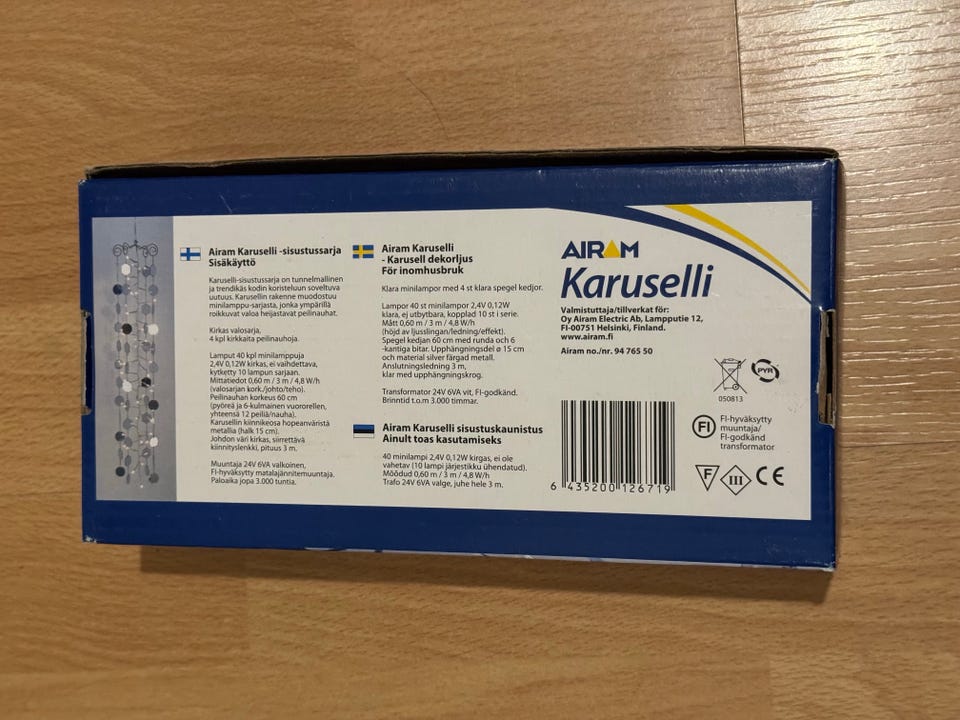 Airam Karuselli -sisustussarja
Sisäkäyttö
Karuselli-sisustussarja on tunnelmallinen
ja trendikäs kodin koristeluun soveltuva
uutuus. Karusellin rakenne muodostuu
minilamppu-sarjasta, jonka ympärillä
roikkuvat valoa heijastavat peilinauhat.
Kirkas valosarja,
4 kpl kirkkaita peilinauhoja.
Lamput 40 kpl minilamppuja
2,4V 0,12W kirkas, ei vaihdettava,
kytketty 10 lampun sarjaan.
Mittatiedot 0,60 m / 3 m / 4,8 W/h
(valosarjan kork./johto/teho).
Peilinauhan korkeus 60 cm
(pyöreä ja 6-kulmainen vuororellen,
yhteensä 12 peiliä/nauha).
Karusellin kiinnikeosa hopeanväristä
metallia (halk 15 cm).
Johdon väri kirkas, siirrettävä
kiinnityslenkki, pituus 3 m.
Muuntaja 24V 6VA valkoinen,
FI-hyväksytty matalajännitemuuntaja.
Paloaika jopa 3.000 tuntia.
Airam Karuselli
- Karusell dekorljus
För inomhusbruk
Klara minilampor med 4 st klara spegel kedjor.
Lampor 40 st minilampor 2,4V 0,12W
klara, ej utbytbara, kopplad 10 st i serie.
Mått 0,60 m / 3 m / 4,8 W/h
(höjd av ljusslingan/ledning/effekt).
Spegel kedjan 60 cm med runda och 6
-kantiga bitar. Upphängningsdel ø 15 cm
och material silver färgad metall.
Anslutningsledning 3 m,
klar med upphängningskrog.
Transformator 24V 6VA vit, FI-godkänd.
Brinntid t.o.m 3.000 timmar.
Airam Karuselli sisustuskaunistus
Ainult toas kasutamiseks
40 minilampi 2,4V 0,12W kirgas, ei ole
vahetav (10 lampi järjestikku ühendatud).
Mõõdud 0,60 m / 3 m / 4,8 W/h
Trafo 24V 6VA valge, juhe hele 3 m.
AIRAM
Karuselli
Valmistuttaja/tillverkat för:
Oy Airam Electric Ab, Lampputie 12,
FI-00751 Helsinki, Finland.
www.airam.fi
Airam no./nr. 94 765 50
PYR
050813
FI
FI-hyväksytty
muuntaja/
FI-godkänd
transformator
F
III
CE
6 435200 126719